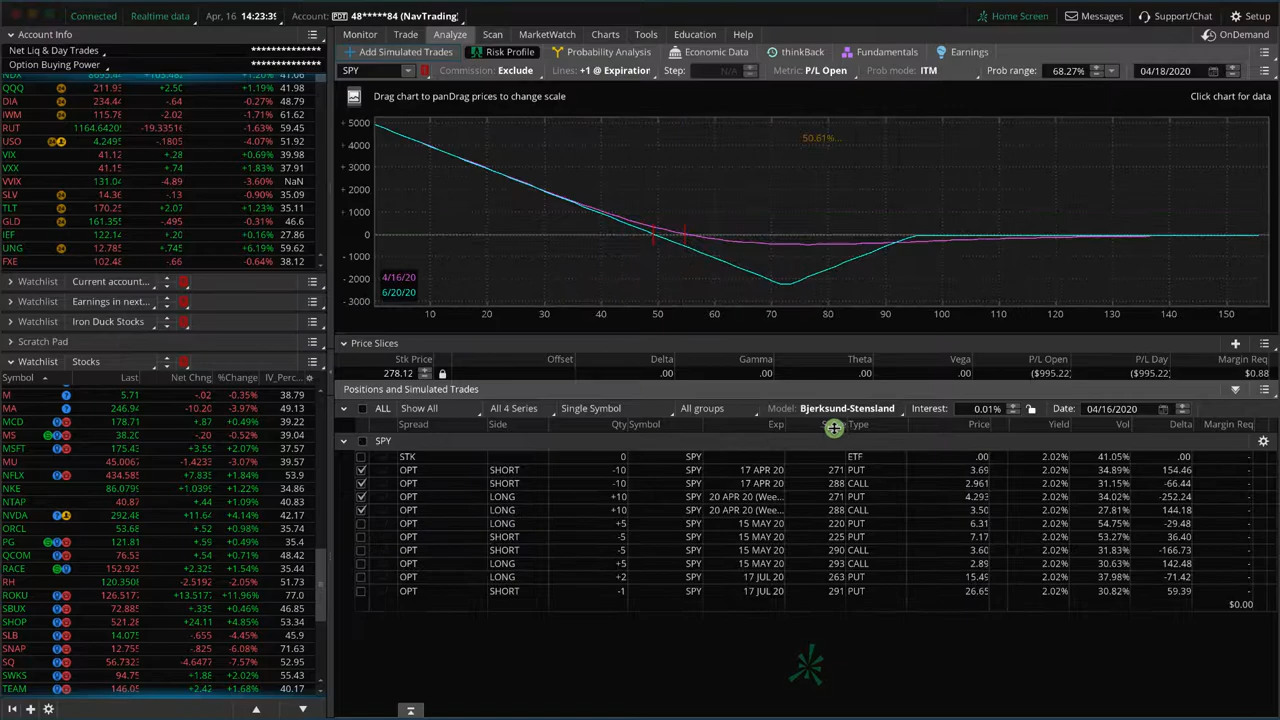 Connected Realtime data Apr, 16 14:23:39 Account: PDT 48*****84 (NavTrading) Home Screen Messages Support/Chat Setup
Account Info
Monitor Trade Analyze Scan MarketWatch Charts Tools Education Help OnDemand
Net Liq & Day Trades **************
Option Buying Power **************
Add Simulated Trades Risk Profile Probability Analysis Economic Data thinkBack Fundamentals Earnings
SPY Commission: Exclude Lines: +1 @ Expiration Step: N/A Metric: P/L Open Prob mode: ITM Prob range: 68.27% 04/18/2020
Drag chart to panDrag prices to change scale Click chart for data
NDX +1.20% 41.06
QQQ 211.93 +2.50 +1.19% 41.98
DIA 234.44 -.64 -0.27% 48.79
IWM 115.78 -2.02 -1.71% 61.62
RUT 1164.64205 -19.33516 -1.63% 59.45
USO 4.2495 -.1805 -4.07% 51.92
VIX 41.12 +.28 +0.69% 39.98
VXX 41.15 +.74 +1.83% 37.91
VVIX 131.04 -4.89 -3.60% NaN
SLV 14.36 -.13 -0.90% 35.09
TLT 170.25 +2.07 +1.23% 35.11
GLD 161.355 -.495 -0.31% 46.6
IEF 122.14 +.20 +0.16% 27.86
UNG 12.785 +.745 +6.19% 59.62
FXE 102.48 -.66 -0.64% 38.12
Watchlist Current account...
Watchlist Earnings in next...
Watchlist Iron Duck Stocks
Scratch Pad
Watchlist Stocks
Symbol Last Net Chng %Change IV_Perc...
M 5.71 -.02 -0.35% 38.79
MA 246.94 -10.20 -3.97% 49.13
MCD 178.71 +.87 +0.49% 39.69
MS 38.20 -.20 -0.52% 39.04
MSFT 175.43 +3.55 +2.07% 39.57
MU 45.0067 -1.4233 -3.07% 39.57
NFLX 434.585 +7.835 +1.84% 53.9
NKE 86.0799 +1.0399 +1.22% 34.86
NTAP 40.87 +.44 +1.09% 40.83
NVDA 292.48 +11.64 +4.14% 42.17
ORCL 53.68 +.54 +0.98% 35.74
PG 121.81 +.59 +0.49% 35.4
QCOM 76.53 +.54 +0.71% 48.42
RACE 152.925 +2.325 +1.54% 35.44
RH 120.3508 -2.5192 -2.05% 51.73
ROKU 126.5177 +13.5177 +11.96% 77.0
SBUX 72.885 +.335 +0.46% 46.85
SHOP 521.28 +24.11 +4.85% 53.34
SLB 14.075 -.655 -4.45% 45.9
SNAP 12.755 -.825 -6.08% 71.63
SQ 56.7323 -4.6477 -7.57% 52.95
SWKS 94.75 +1.88 +2.02% 55.43
TEAM 146.05 +2.42 +1.68% 40.17
50.61%...
+5000
+4000
+3000
+2000
+1000
0
-1000
-2000
-3000
4/16/20
6/20/20
10 20 30 40 50 60 70 80 90 100 110 120 130 140 150
Price Slices
Stk Price Offset Delta Gamma Theta Vega P/L Open P/L Day Margin Req
278.12 .00 .00 .00 .00 ($995.22) ($995.22) $0.88
Positions and Simulated Trades
ALL Show All All 4 Series Single Symbol All groups Model: Bjerksund-Stensland Interest: 0.01% Date: 04/16/2020
Spread Side Qty Symbol Exp Type Price Yield Vol Delta Margin Req
SPY
STK 0 SPY ETF .00 2.02% 41.05% .00 -
OPT SHORT -10 SPY 17 APR 20 271 PUT 3.69 2.02% 34.89% 154.46 -
OPT SHORT -10 SPY 17 APR 20 288 CALL 2.961 2.02% 31.15% -66.44 -
OPT LONG +10 SPY 20 APR 20 (Wee... 271 PUT 4.293 2.02% 34.02% -252.24 -
OPT LONG +10 SPY 20 APR 20 (Wee... 288 CALL 3.50 2.02% 27.81% 144.18 -
OPT LONG +5 SPY 15 MAY 20 220 PUT 6.31 2.02% 54.75% -29.48 -
OPT SHORT -5 SPY 15 MAY 20 225 PUT 7.17 2.02% 53.27% 36.40 -
OPT SHORT -5 SPY 15 MAY 20 290 CALL 3.60 2.02% 31.83% -166.73 -
OPT LONG +5 SPY 15 MAY 20 293 CALL 2.89 2.02% 30.64% 142.48 -
OPT LONG +2 SPY 17 JUL 20 263 PUT 15.49 2.02% 37.98% -71.42 -
OPT SHORT -1 SPY 17 JUL 20 291 PUT 26.65 2.02% 30.82% 59.39 -
$0.00